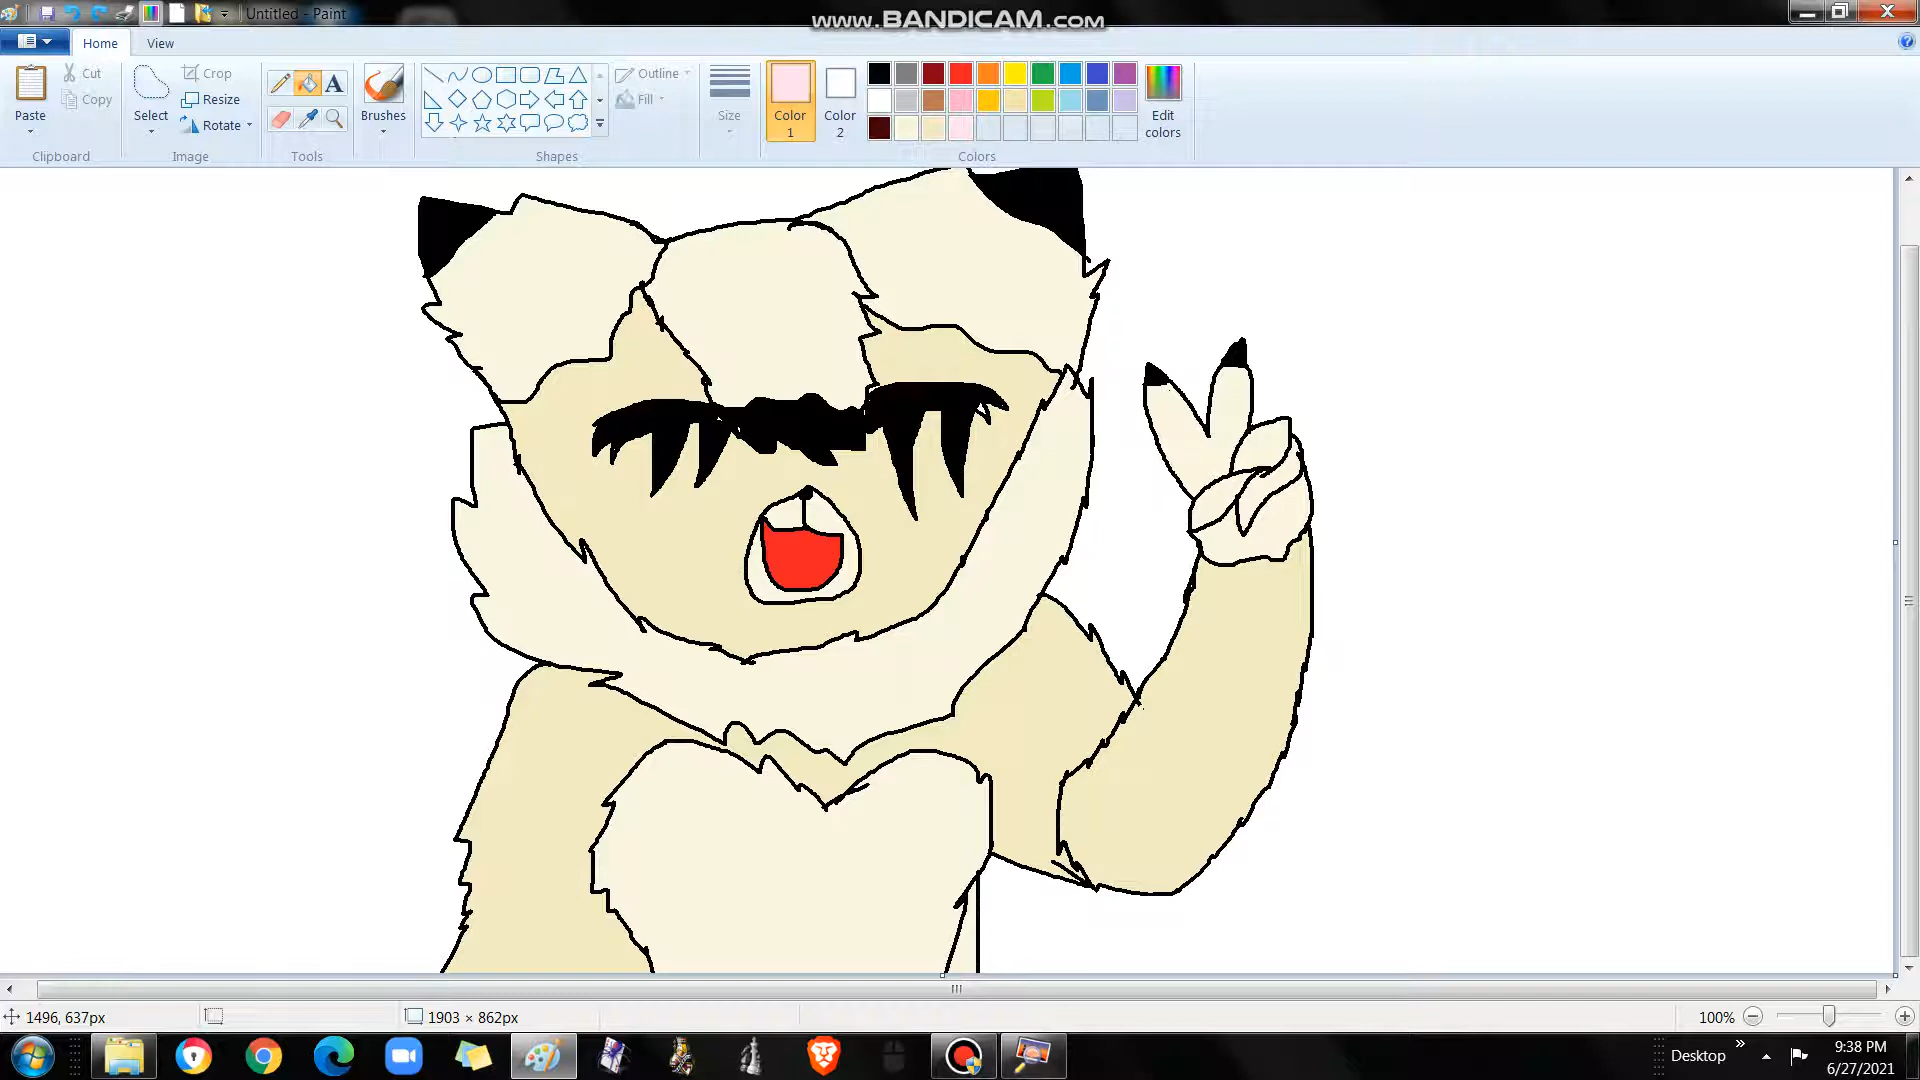 Untitled - Paint
WWW.BANDICAM.COM
Home
View
Paste
Cut
Copy
Clipboard
Select
Crop
Resize
Rotate
Image
A
Tools
Brushes
Outline
Fill
Shapes
Size
Color
1
Color
2
Edit
colors
Colors
1496, 637px
1903 × 862px
100%
Desktop
9:38 PM
6/27/2021